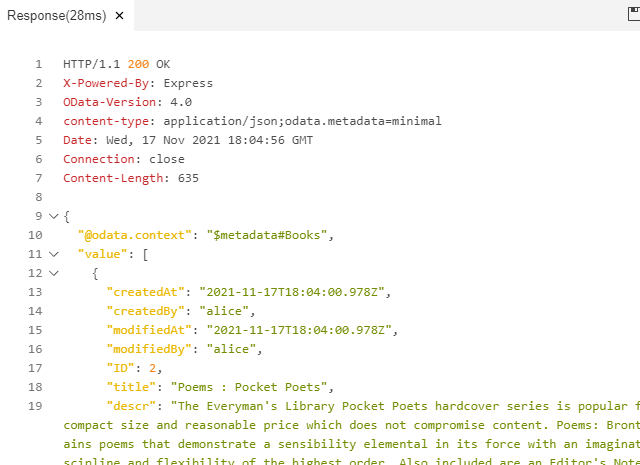 Response(28ms) ×
1 HTTP/1.1 200 OK
2 X-Powered-By: Express
3 OData-Version: 4.0
4 content-type: application/json;odata.metadata=minimal
5 Date: Wed, 17 Nov 2021 18:04:56 GMT
6 Connection: close
7 Content-Length: 635
8
9 {
10 "@odata.context": "$metadata#Books",
11 "value": [
12 {
13 "createdAt": "2021-11-17T18:04:00.978Z",
14 "createdBy": "alice",
15 "modifiedAt": "2021-11-17T18:04:00.978Z",
16 "modifiedBy": "alice",
17 "ID": 2,
18 "title": "Poems : Pocket Poets",
19 "descr": "The Everyman's Library Pocket Poets hardcover series is popular f
compact size and reasonable price which does not compromise content. Poems: Bront
ains poems that demonstrate a sensibility elemental in its force with an imaginat
scipline and flexibility of the highest order. Also included are an Editor's Note